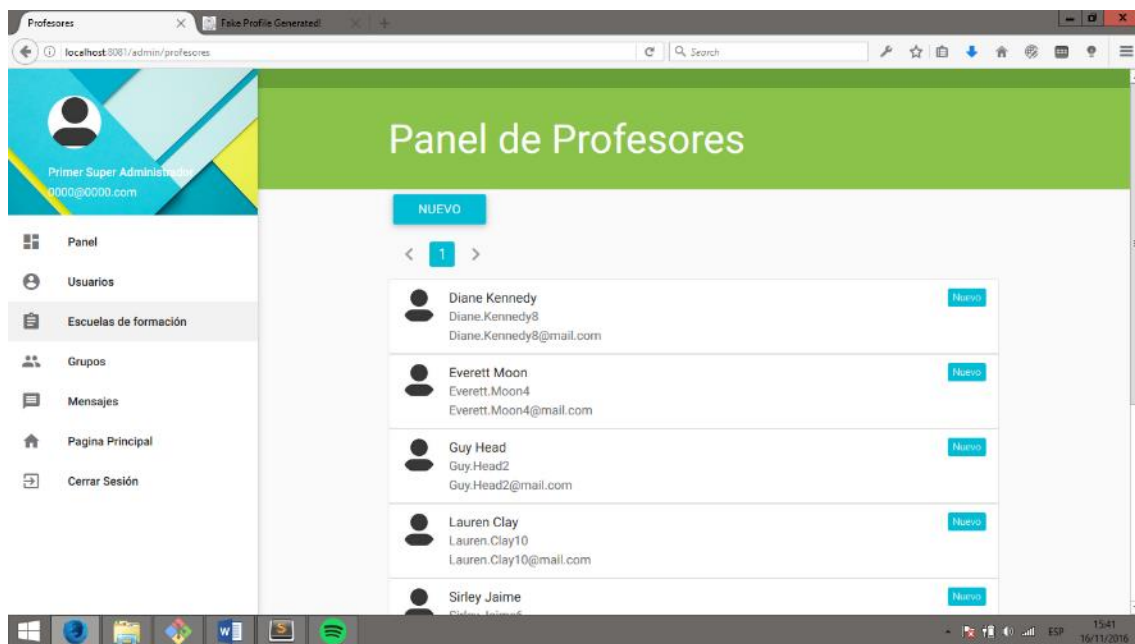 Profesores
Fake Profile Generated!
localhost:8081/admin/profesores
Search
Primer Super Administrador
0000@0000.com
Panel
Usuarios
Escuelas de formación
Grupos
Mensajes
Pagina Principal
Cerrar Sesión
Panel de Profesores
NUEVO
1
Diane Kennedy
Nuevo
Diane.Kennedy8
Diane.Kennedy8@mail.com
Everett Moon
Nuevo
Everett.Moon4
Everett.Moon4@mail.com
Guy Head
Nuevo
Guy.Head2
Guy.Head2@mail.com
Lauren Clay
Nuevo
Lauren.Clay10
Lauren.Clay10@mail.com
Sirley Jaime
Nuevo
ESP
15:41
16/11/2016